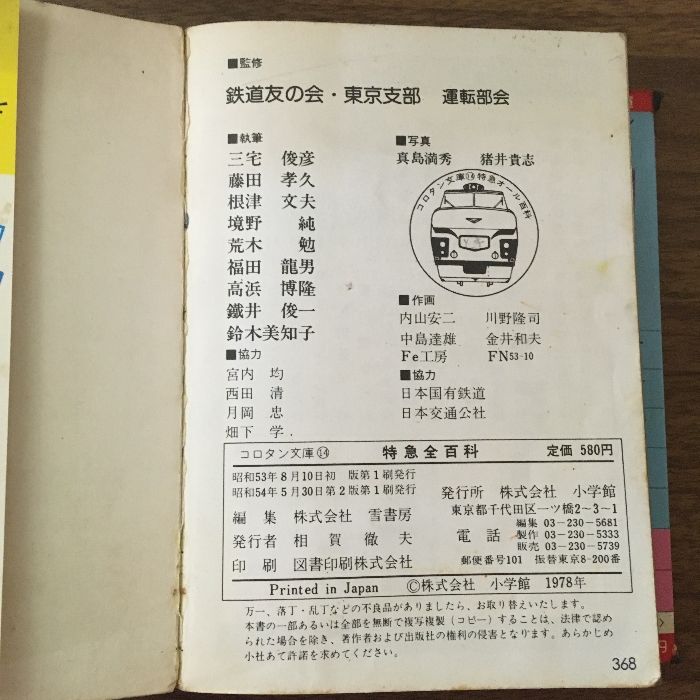 ■監修
鉄道友の会・東京支部 運転部会
■執筆
三宅 俊彦
藤田 孝久
根津 文夫
境野 純
荒木 勉
福田 龍男
高浜 博隆
鐵井 俊一
鈴木美知子
■協力
宮内 均
西田 清
月岡 忠
畑下 学
■写真
真島満秀 猪井貴志
コロタン文庫⑭特急オール百科
■作画
内山安二 川野隆司
中島達雄 金井和夫
Fe工房 FN53-10
■協力
日本国有鉄道
日本交通公社
コロタン文庫⑭ 特急全百科 定価 580円
昭和53年8月10日初 版第1刷発行
昭和54年5月30日第2版第1刷発行
編 集 株式会社 雪書房
発行者 相 賀 徹 夫
印 刷 図書印刷株式会社
発行所 株式会社 小学館
東京都千代田区一ツ橋2〜3〜1
編集 03-230-5681
電 話 製作 03-230-5333
販売 03-230-5739
郵便番号101 振替東京8-200番
Printed in Japan ©株式会社 小学館 1978年
万一、落丁・乱丁などの不良品がありましたら、お取り替えいたします。
本書の一部あるいは全部を無断で複写複製(コピー)することは、法律で認め
られた場合を除き、著作者および出版社の権利の侵害となります。あらかじめ
小社あて許諾を求めてください。
368